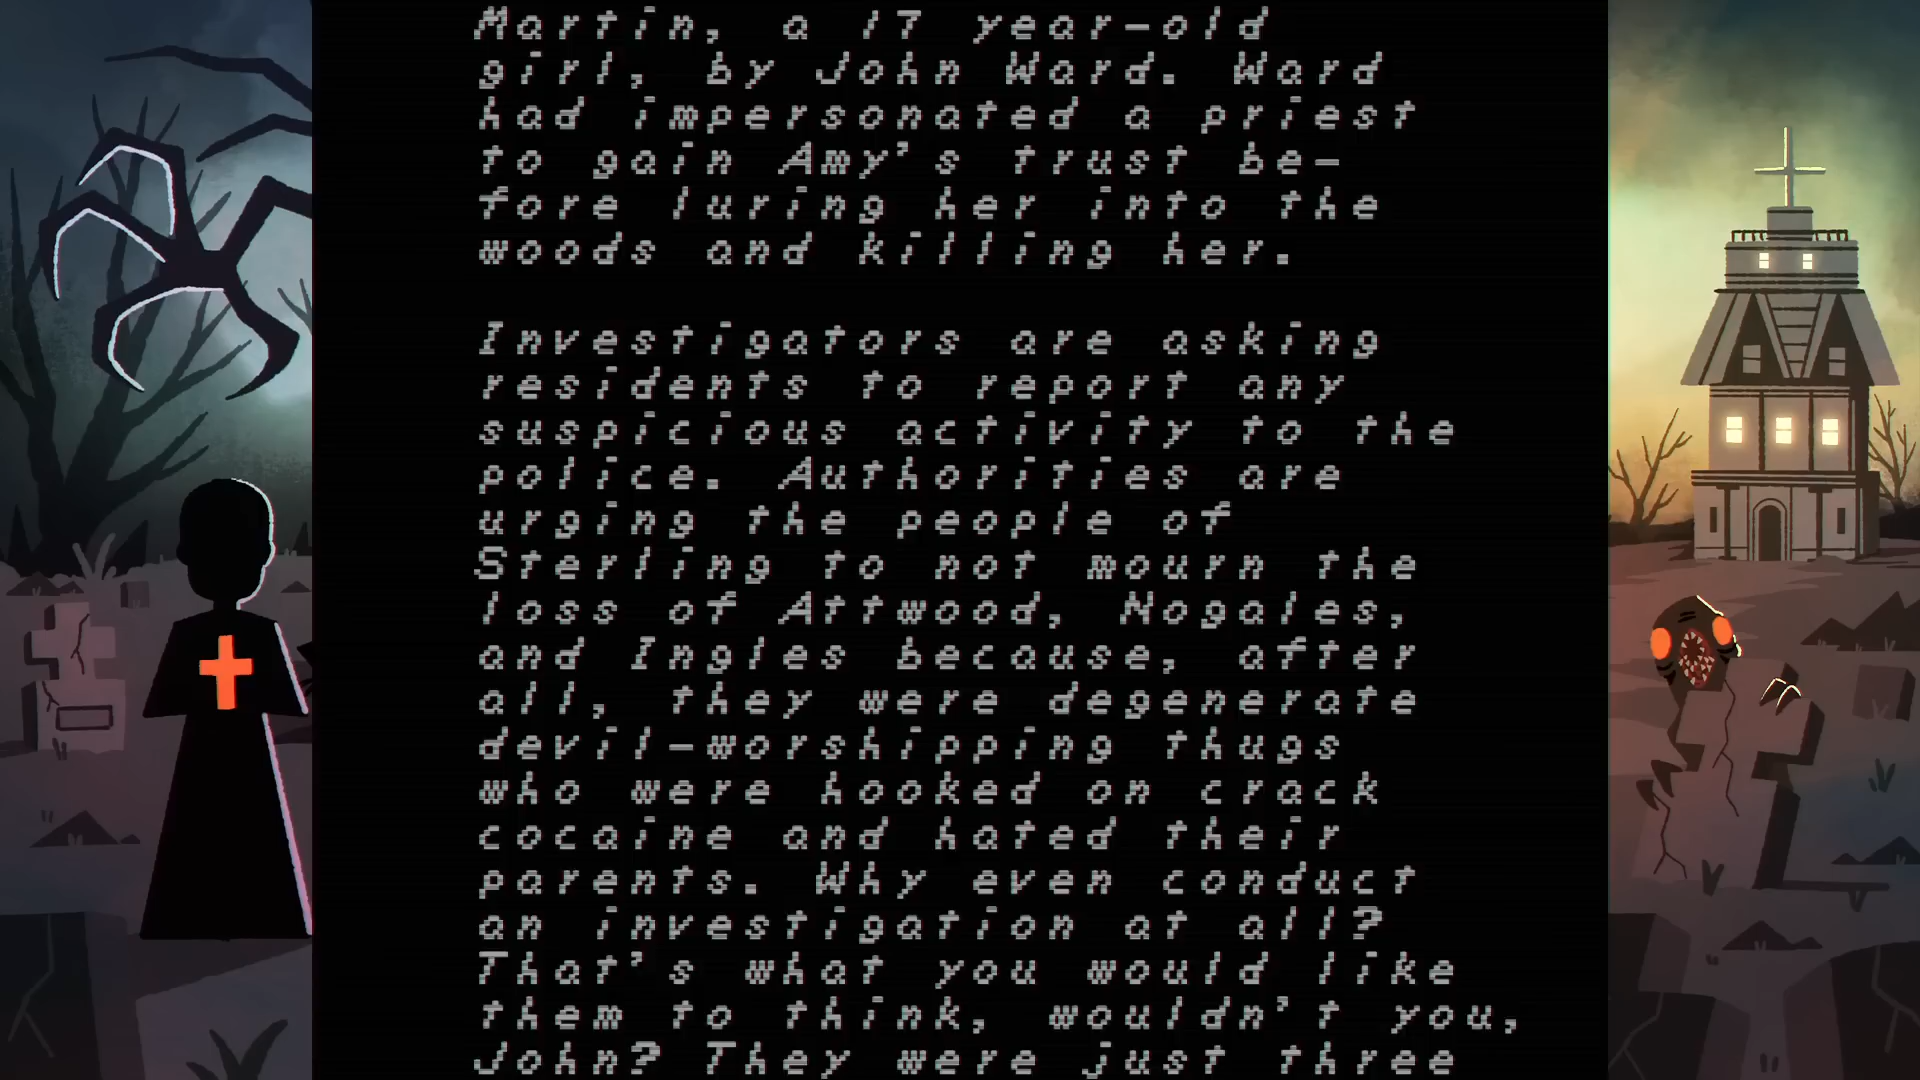 Martin, a 17 year-old
girl, by John Ward. Ward
had impersonated a priest
to gain Amy's trust be-
fore luring her into the
woods and killing her.
Investigators are asking
residents to report any
suspicious activity to the
police. Authorities are
urging the people of
Sterling to not mourn the
loss of Attwood, Nogales,
and Ingles because, after
all, they were degenerate
devil-worshipping thugs
who were hooked on crack
cocaine and hated their
parents. Why even conduct
an investigation at all?
That's what you would like
them to think, wouldn't you,
John? They were just three